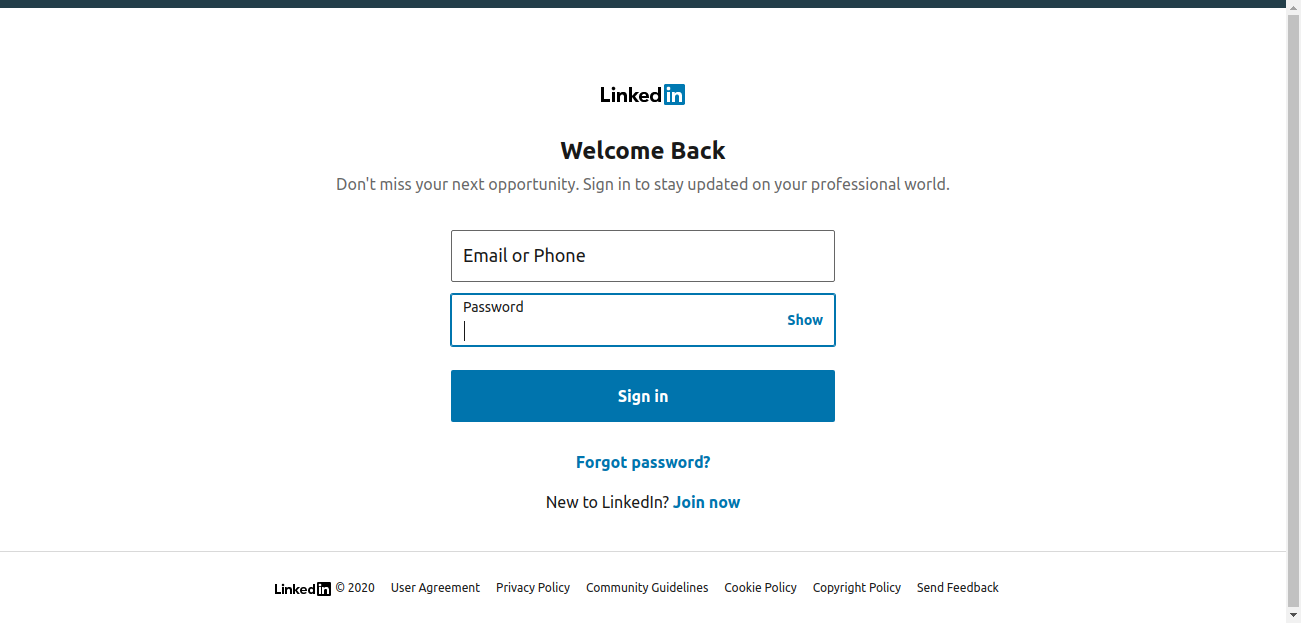 Linkedin
Welcome Back
Don't miss your next opportunity. Sign in to stay updated on your professional world.
Email or Phone
Password
Show
Sign in
Forgot password?
New to LinkedIn? Join now
Linkedin © 2020 User Agreement Privacy Policy Community Guidelines Cookie Policy Copyright Policy Send Feedback